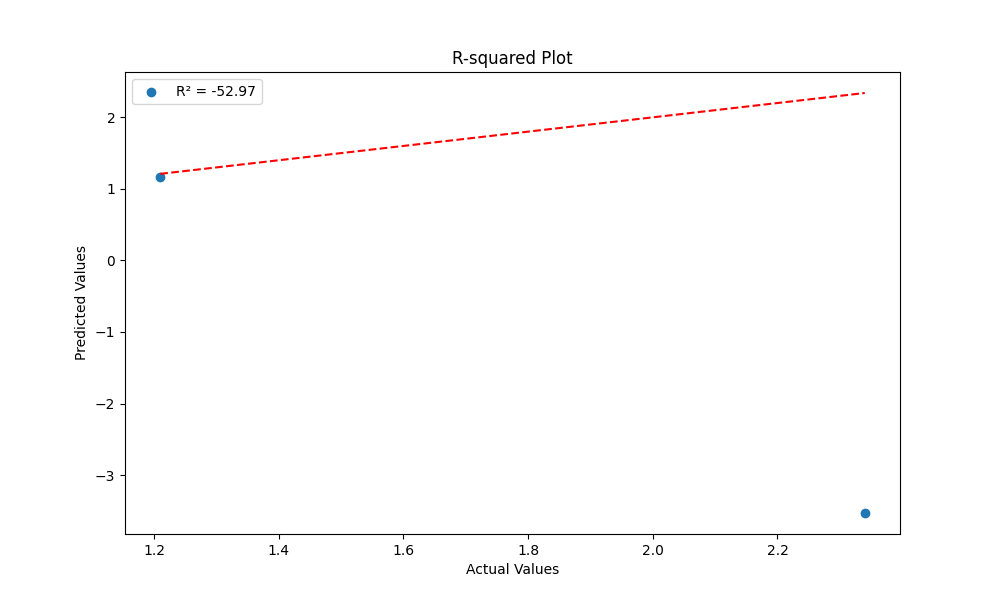 R-squared Plot
R² = -52.97
Predicted Values
2
1
0
−1
−2
−3
1.2 1.4 1.6 1.8 2.0 2.2
Actual Values